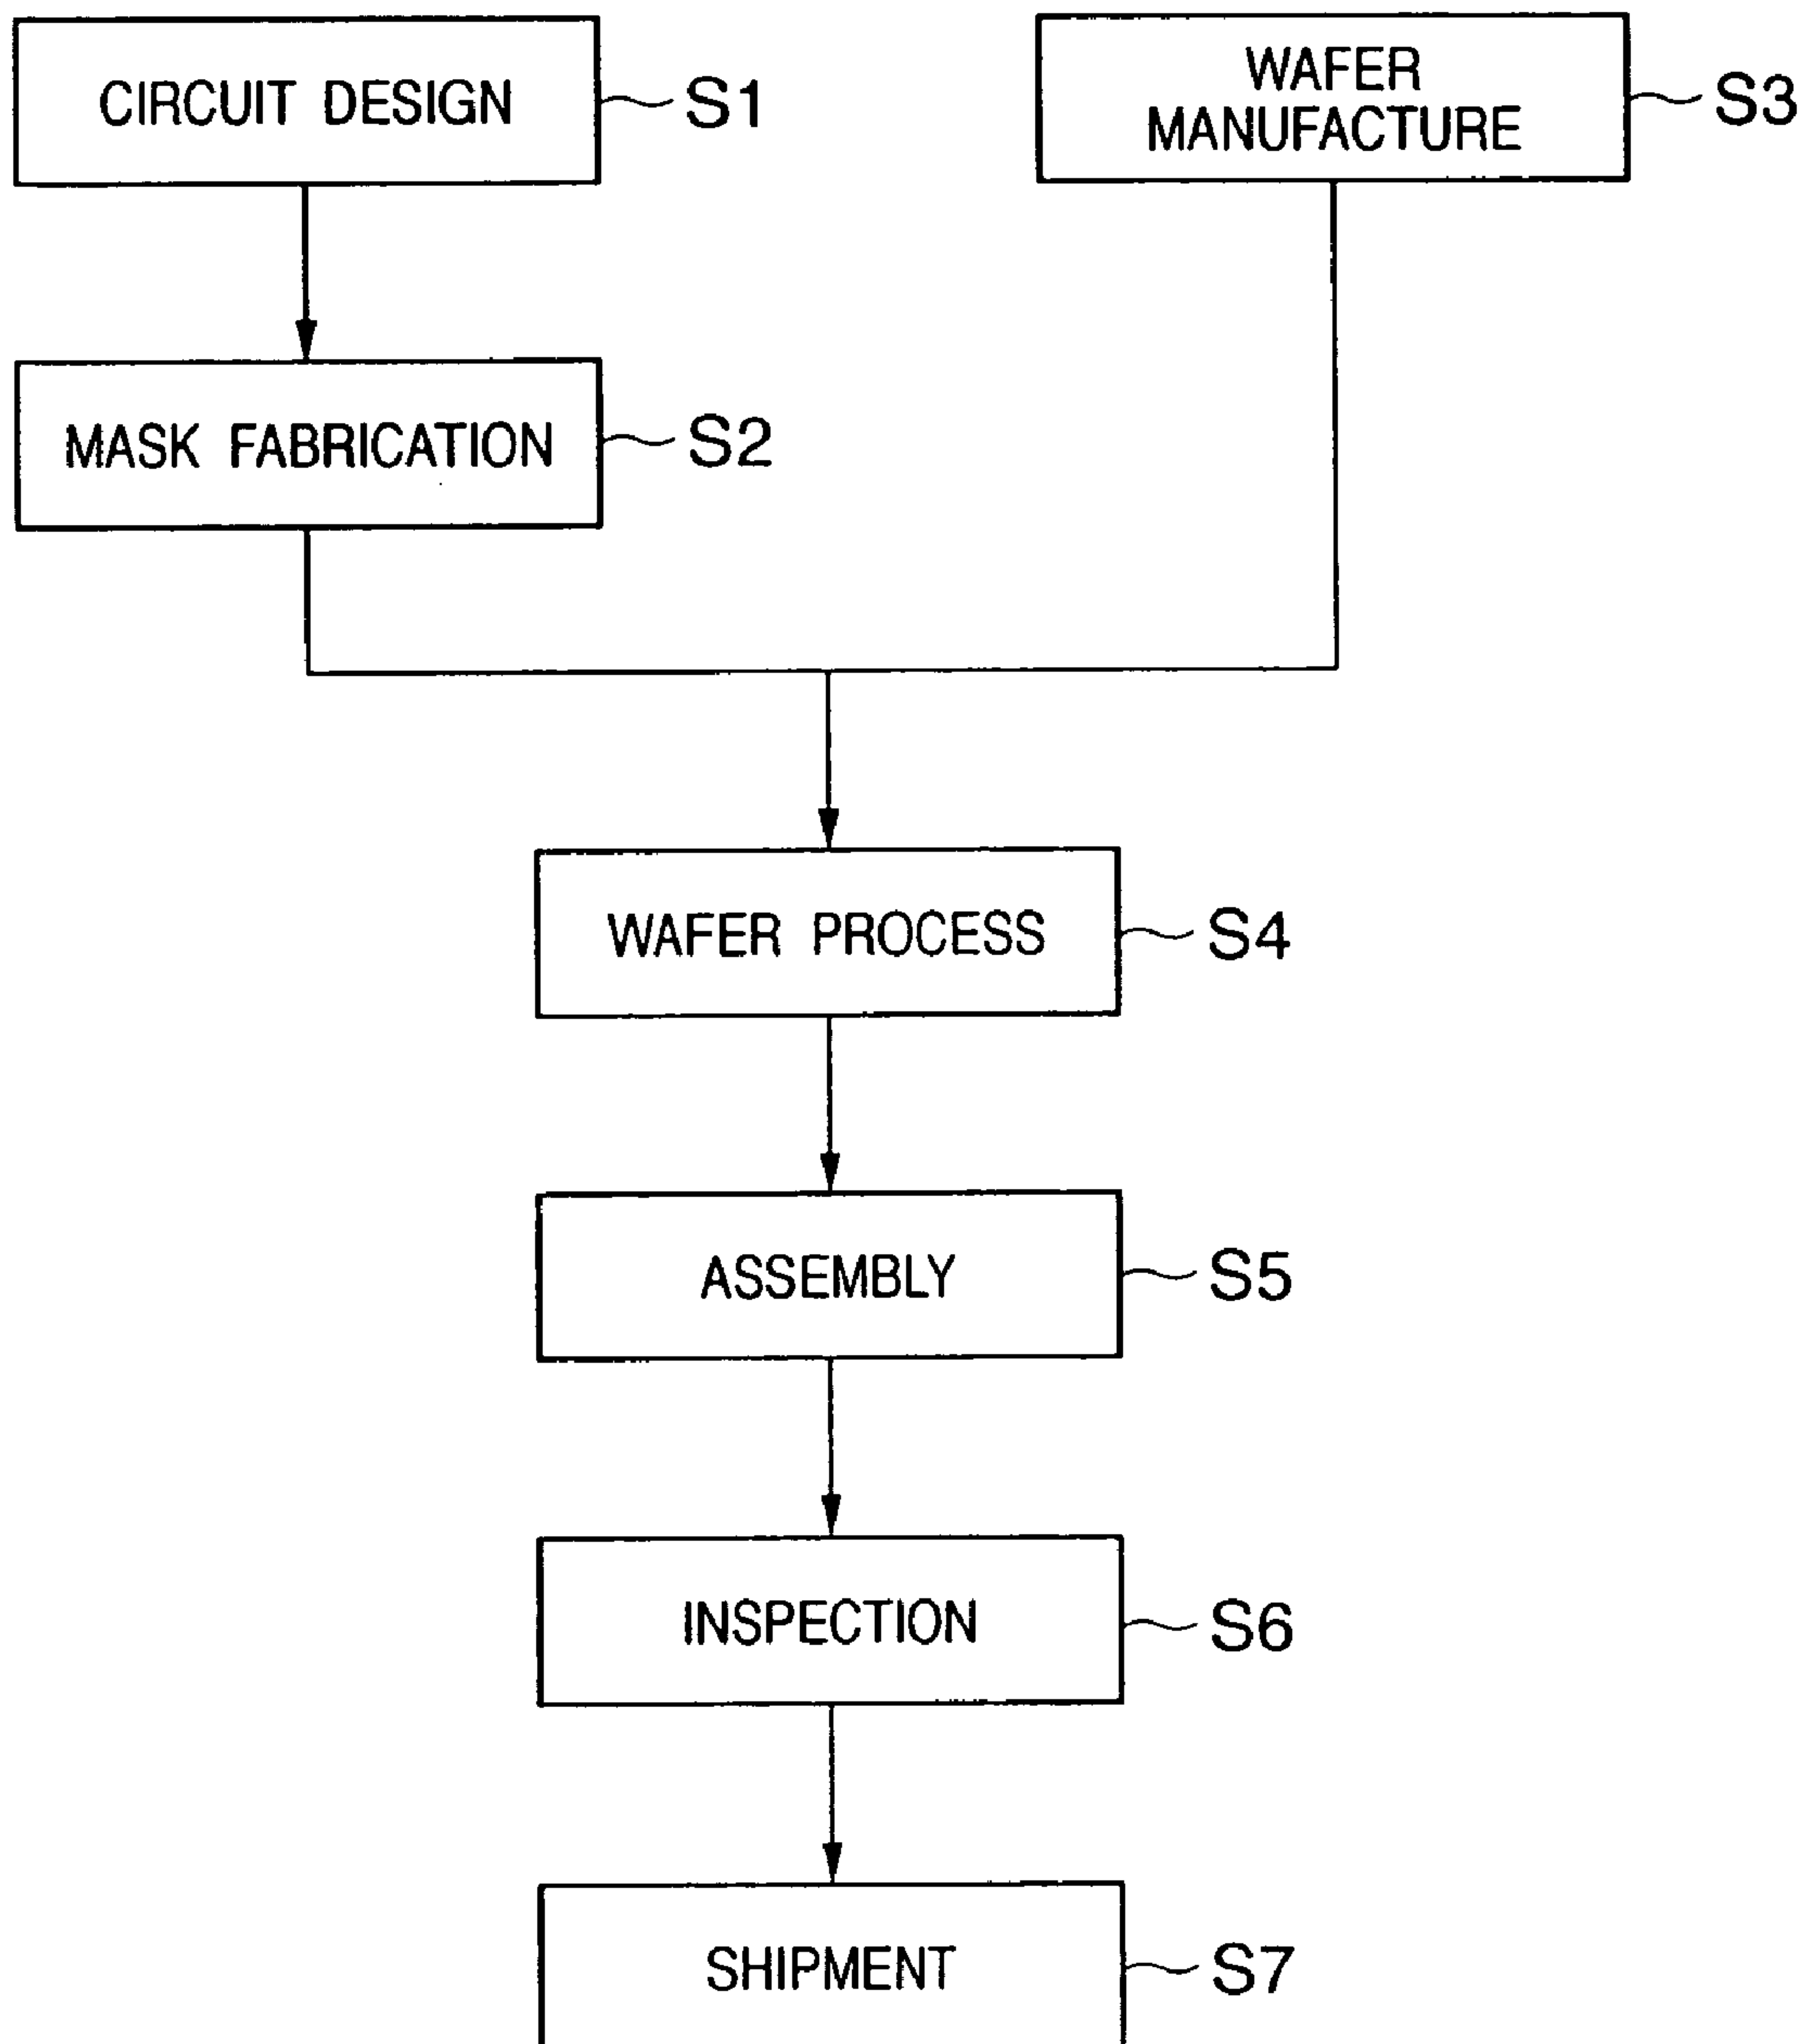 CIRCUIT DESIGN
S1
WAFER
MANUFACTURE
S3
MASK FABRICATION
S2
WAFER PROCESS
S4
ASSEMBLY
S5
INSPECTION
S6
SHIPMENT
S7